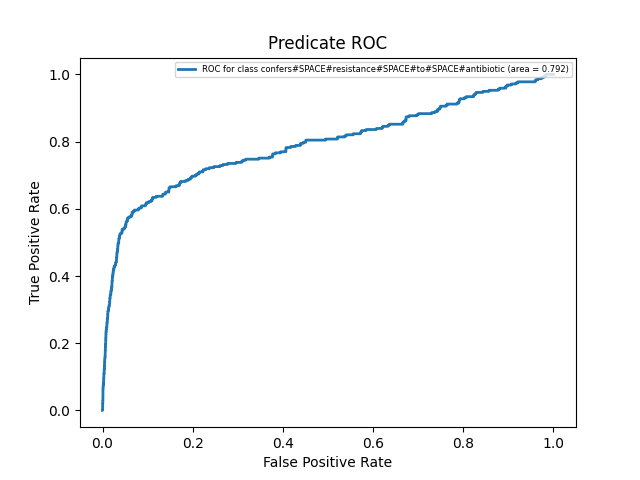 Predicate ROC
ROC for class confers#SPACE#resistance#SPACE#to#SPACE#antibiotic (area = 0.792)
1.0
0.8
0.6
0.4
0.2
0.0
True Positive Rate
0.0 0.2 0.4 0.6 0.8 1.0
False Positive Rate